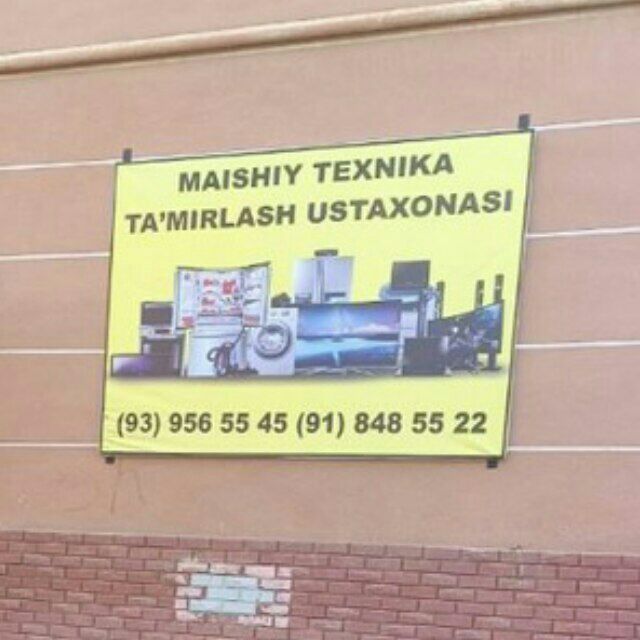 MAISHIY TEXNIKA
TA'MIRLASH USTAXONASI
(93) 956 55 45 (91) 848 55 22